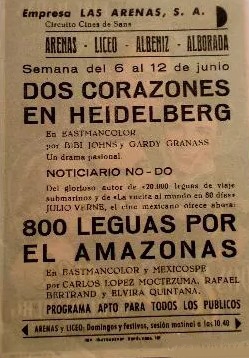 Empresa LAS ARENAS, S. A.
Circuito Cines de Sans
ARENAS - LICEO - ALBENIZ - ALBORADA
Semana del 6 al 12 de junio
DOS CORAZONES
EN HEIDELBERG
En EASTMANCOLOR
por BIBI JOHNS y GARDY GRANASS
Un drama pasional
NOTICIARIO NO-DO
Del glorioso autor de «20.000 leguas de viaje
submarino» y de «La vuelta al mundo en 80 días»
JULIO VERNE, el cine mexicano ofrece ahora:
800 LEGUAS POR
EL AMAZONAS
En EASTMANCOLOR y MEXICOSPE
por CARLOS LOPEZ MOCTEZUMA, RAFAEL
BERTRAND y ELVIRA QUINTANA.
PROGRAMA APTO PARA TODOS LOS PUBLICOS
ARENAS y LICEO: Domingos y festivos, sesión matinal a las 10.40